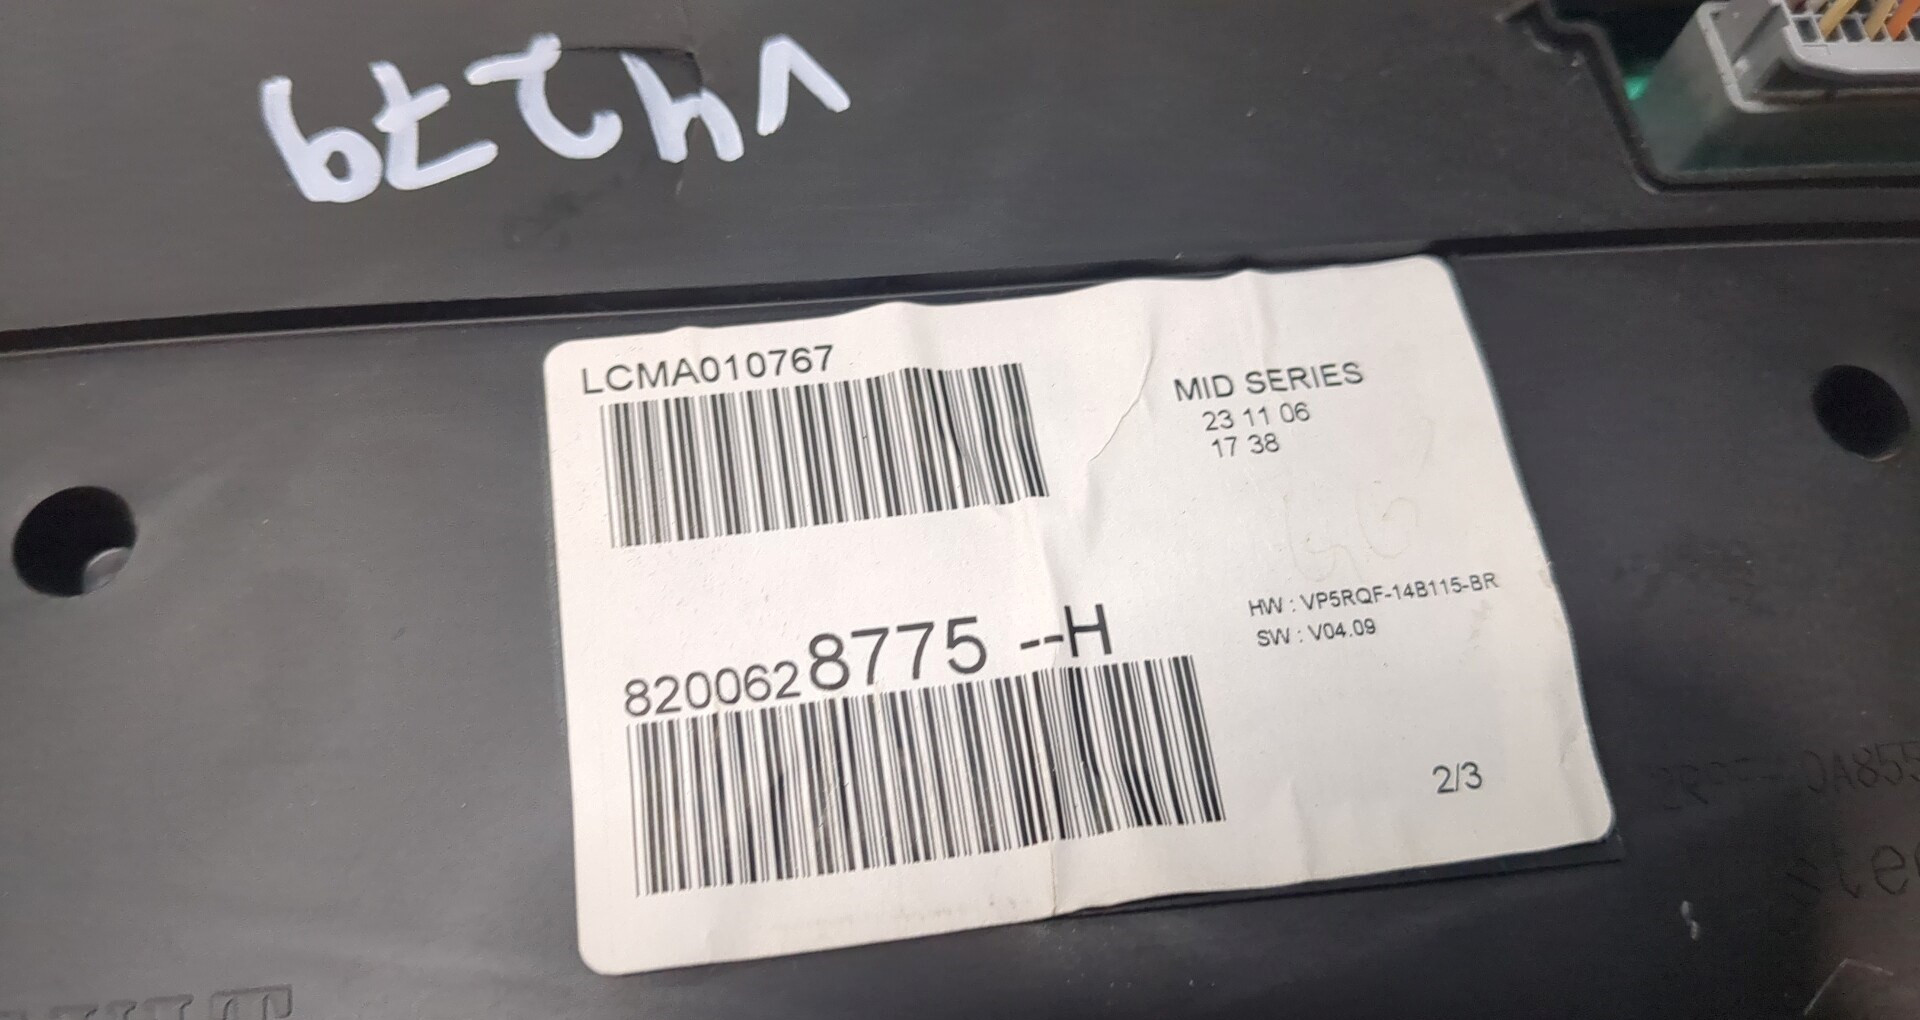 V4279
LCMA010767
MID SERIES
23 11 06
17 38
HW : VP5RQF-14B115-BR
SW : V04.09
8200628775 --H
2/3